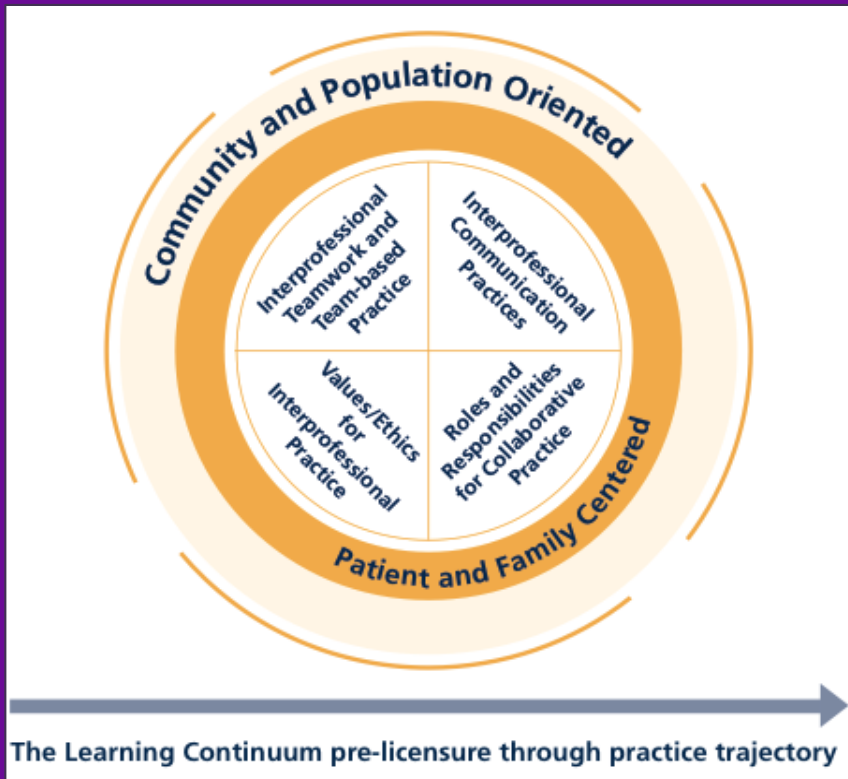 Community and Population Oriented
Interprofessional
Teamwork and
Team-based
Practice
Interprofessional
Communication
Practices
Values/Ethics
for
Interprofessional
Practice
Roles and
Responsibilities
for Collaborative
Practice
Patient and Family Centered
The Learning Continuum pre-licensure through practice trajectory